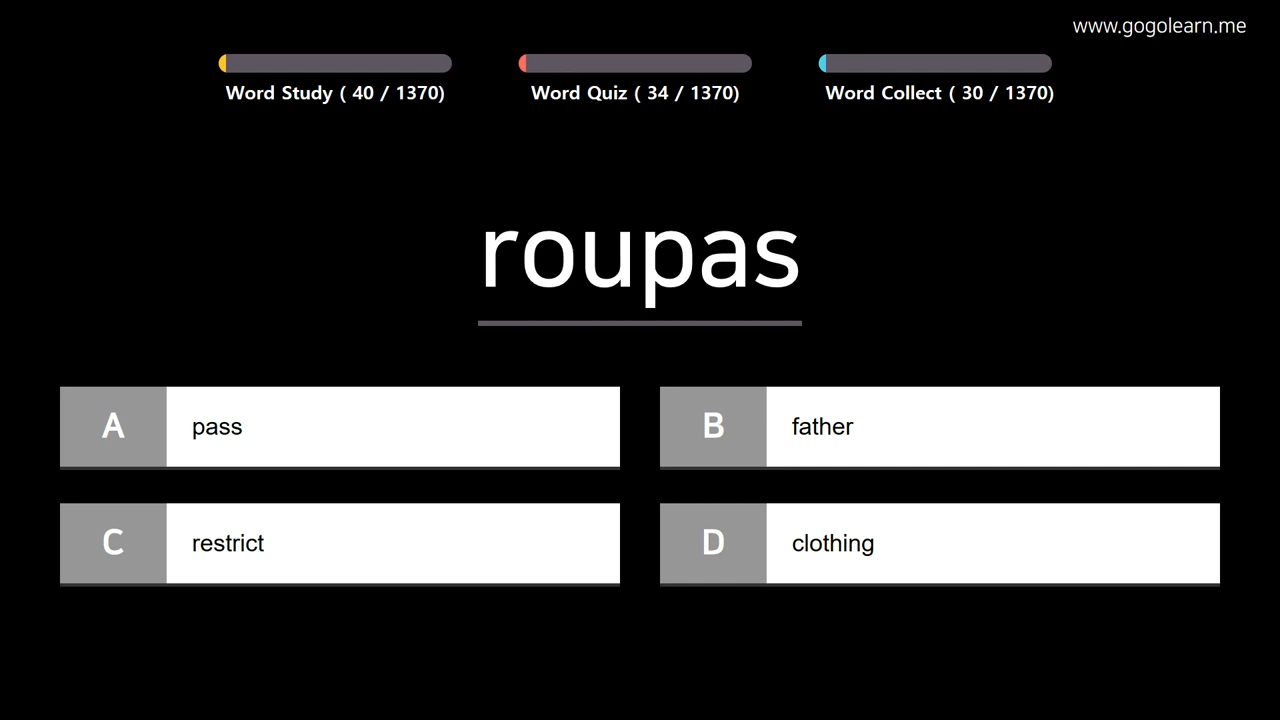 www.gogolearn.me
Word Study ( 40 / 1370)
Word Quiz ( 34 / 1370)
Word Collect ( 30 / 1370)
roupas
A pass
B father
C restrict
D clothing